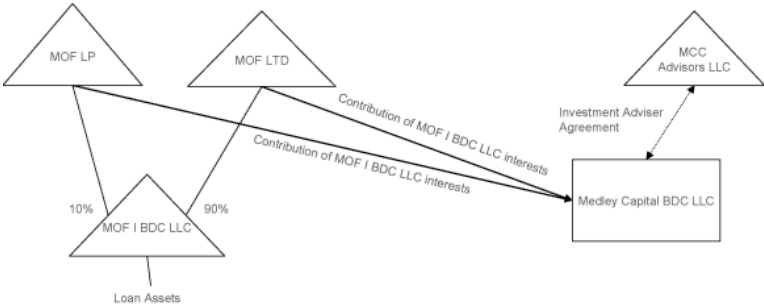 MOF LP
MOF LTD
MCC
Advisors LLC
Contribution of MOF I BDC LLC interests
Investment Adviser
Agreement
Contribution of MOF I BDC LLC interests
Medley Capital BDC LLC
10%
90%
MOF I BDC LLC
Loan Assets